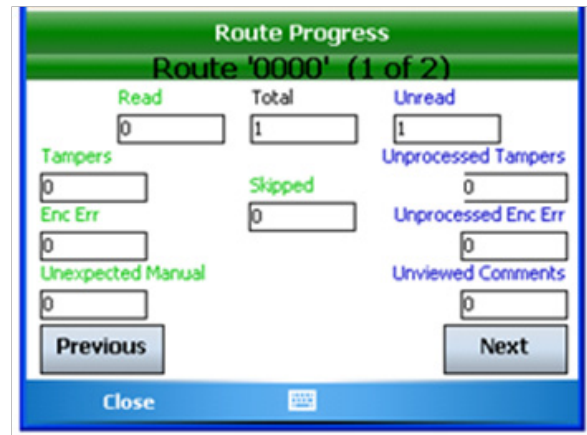 Route Progress
Route '0000' (1 of 2)
Read Total Unread
0 1 1
Tampers Unprocessed Tampers
0 Skipped 0
Enc Err 0 Unprocessed Enc Err
0 0
Unexpected Manual Unviewed Comments
0 0
Previous Next
Close